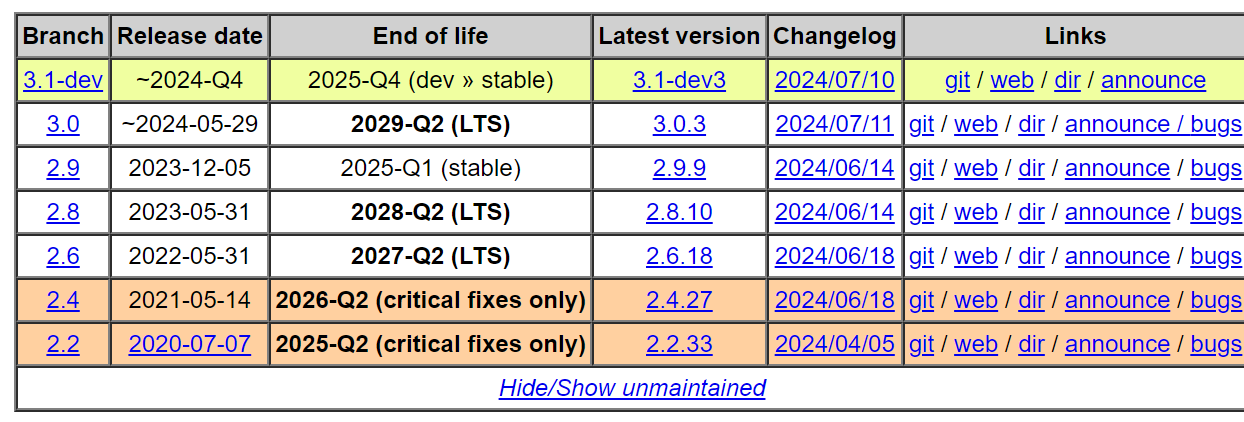 Branch Release date End of life Latest version Changelog Links
3.1-dev ~2024-Q4 2025-Q4 (dev » stable) 3.1-dev3 2024/07/10 git / web / dir / announce
3.0 ~2024-05-29 2029-Q2 (LTS) 3.0.3 2024/07/11 git / web / dir / announce / bugs
2.9 2023-12-05 2025-Q1 (stable) 2.9.9 2024/06/14 git / web / dir / announce / bugs
2.8 2023-05-31 2028-Q2 (LTS) 2.8.10 2024/06/14 git / web / dir / announce / bugs
2.6 2022-05-31 2027-Q2 (LTS) 2.6.18 2024/06/18 git / web / dir / announce / bugs
2.4 2021-05-14 2026-Q2 (critical fixes only) 2.4.27 2024/06/18 git / web / dir / announce / bugs
2.2 2020-07-07 2025-Q2 (critical fixes only) 2.2.33 2024/04/05 git / web / dir / announce / bugs
Hide/Show unmaintained